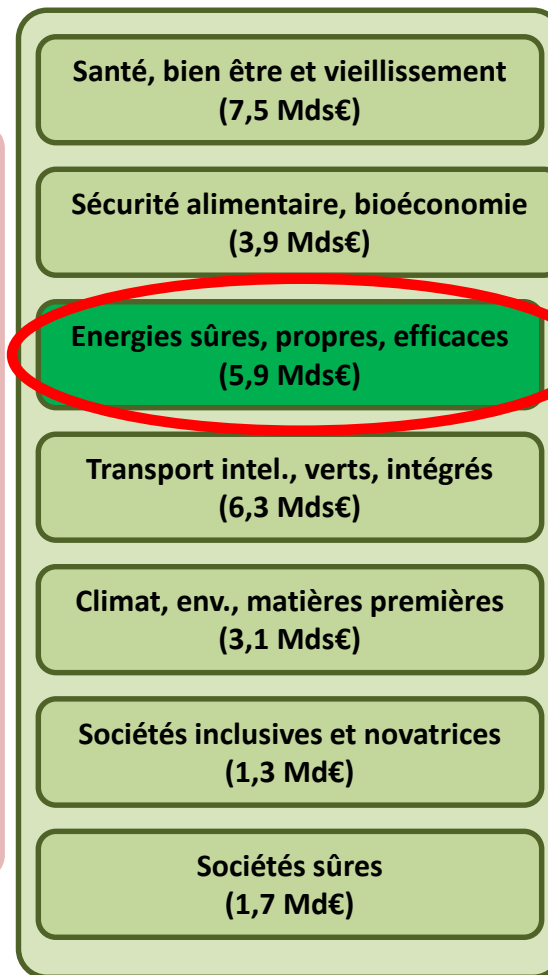 Santé, bien être et vieillissement
(7,5 Mds€)
Sécurité alimentaire, bioéconomie
(3,9 Mds€)
Energies sûres, propres, efficaces
(5,9 Mds€)
Transport intel., verts, intégrés
(6,3 Mds€)
Climat, env., matières premières
(3,1 Mds€)
Sociétés inclusives et novatrices
(1,3 Md€)
Sociétés sûres
(1,7 Md€)